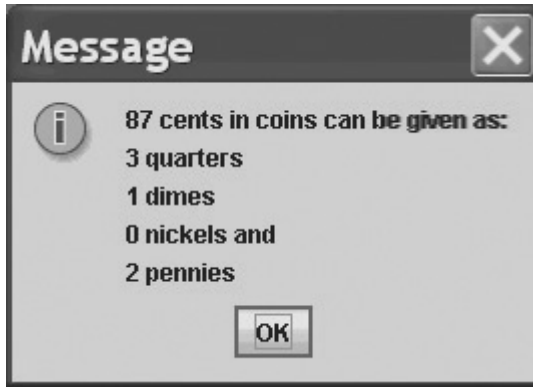 Message
87 cents in coins can be given as:
3 quarters
1 dimes
0 nickels and
2 pennies
OK